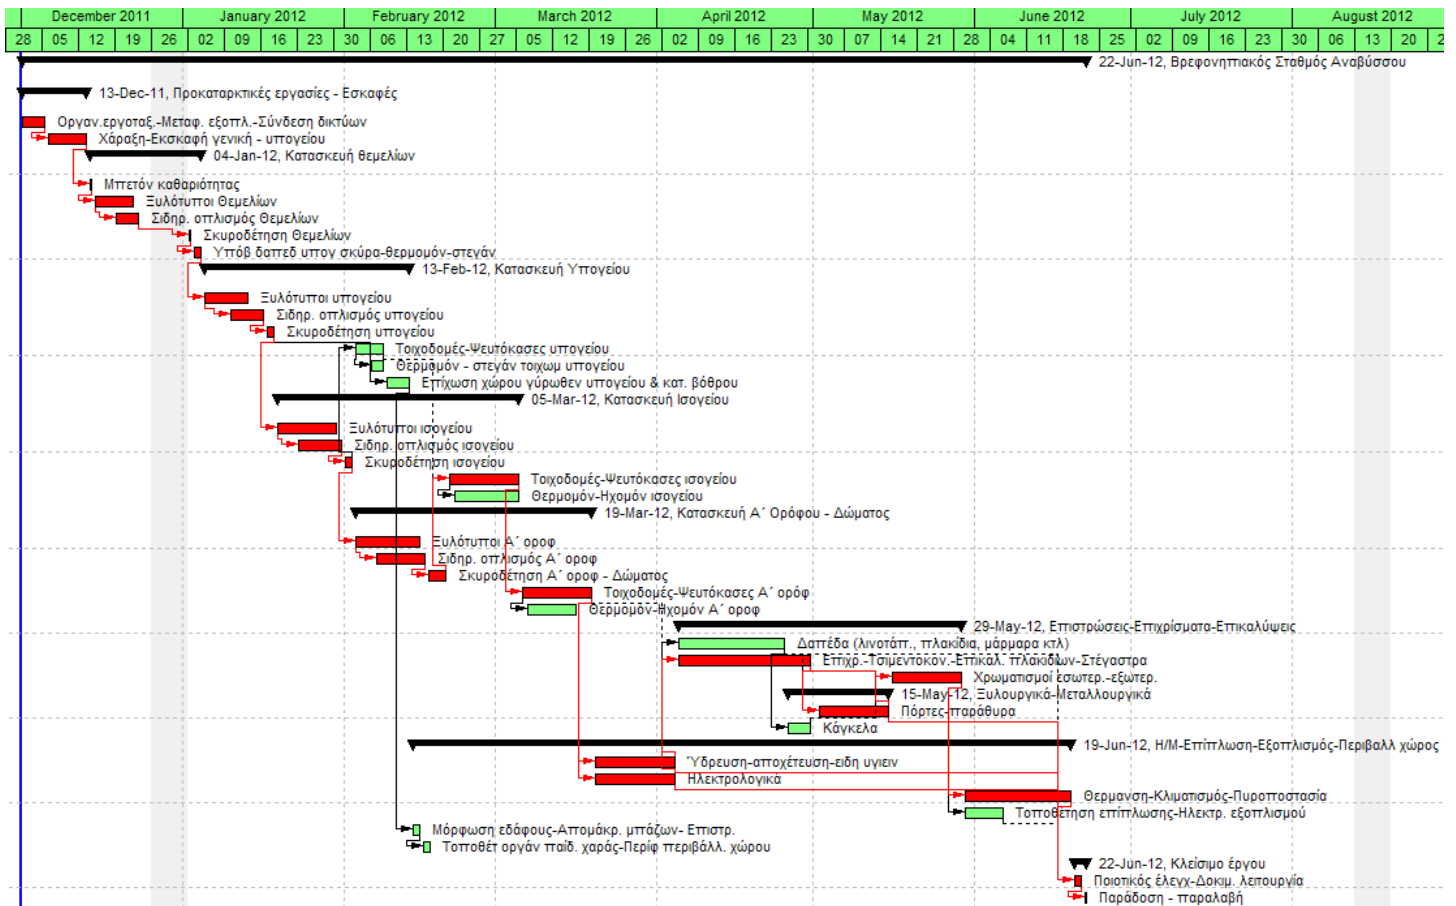 December 2011 January 2012 February 2012 March 2012 April 2012 May 2012 June 2012 July 2012 August 2012
28 05 12 19 26 02 09 16 23 30 06 13 20 27 05 12 19 26 02 09 16 23 30 07 14 21 28 04 11 18 25 02 09 16 23 30 06 13 20 2
22-Jun-12, Βρεφονηπιακός Σταθμός Αναβύσσου
13-Dec-11, Προκαταρκτικές εργασίες - Εσκαφές
Οργαν.εργοταξ.-Μεταφ. εξοπλ.-Σύνδεση δικτύων
Χάραξη-Εκσκαφή γενική - υπογείου
04-Jan-12, Κατασκευή θεμελίων
Μπετόν καθαριότητας
Ξυλότυποι Θεμελίων
Σιδηρ. οπλισμός Θεμελίων
Σκυροδέτηση Θεμελίων
Υπόβ δαπεδ υπογ σκύρα-θερμομόν-στεγάν
13-Feb-12, Κατασκευή Υπογείου
Ξυλότυποι υπογείου
Σιδηρ. οπλισμός υπογείου
Σκυροδέτηση υπογείου
Τοιχοδομές-Ψευτόκασες υπογείου
Θερμομόν - στεγάν τοιχωμ υπογείου
Επίχωση χώρου γύρωθεν υπογείου & κατ. βόθρου
05-Mar-12, Κατασκευή Ισογείου
Ξυλότυποι ισογείου
Σιδηρ. οπλισμός ισογείου
Σκυροδέτηση ισογείου
Τοιχοδομές-Ψευτόκασες ισογείου
Θερμομόν-Ηχομόν ισογείου
19-Mar-12, Κατασκευή Α΄ Ορόφου - Δώματος
Ξυλότυποι Α΄ οροφ
Σιδηρ. οπλισμός Α΄ οροφ
Σκυροδέτηση Α΄ οροφ - Δώματος
Τοιχοδομές-Ψευτόκασες Α΄ ορόφ
Θερμομόν-Ηχομόν Α΄ οροφ
29-May-12, Επιστρώσεις-Επιχρίσματα-Επικαλύψεις
Δαπέδα (λινοτάπ., πλακίδια, μάρμαρα κτλ)
Επιχρ.-Τσιμεντοκον.-Επικαλ. πλακιδίων-Στέγαστρα
Χρωματισμοί εσωτερ.-εξωτερ.
15-May-12, Ξυλουργικά-Μεταλλουργικά
Πόρτες-παράθυρα
Κάγκελα
19-Jun-12, Η/Μ-Επίπλωση-Εξοπλισμός-Περιβαλλ χώρος
Ύδρευση-αποχέτευση-ειδη υγιειν
Ηλεκτρολογικά
Θερμανση-Κλιματισμός-Πυροποστασία
Τοποθέτηση επίπλωσης-Ηλεκτρ. εξοπλισμού
Μόρφωση εδάφους-Απομάκρ. μπάζων- Επιστρ.
Τοποθέτ οργάν παίδ. χαράς-Περίφ περιβάλλ. χώρου
22-Jun-12, Κλείσιμο έργου
Ποιοτικός έλεγχ-Δοκιμ. λειτουργία
Παράδοση - παραλαβή